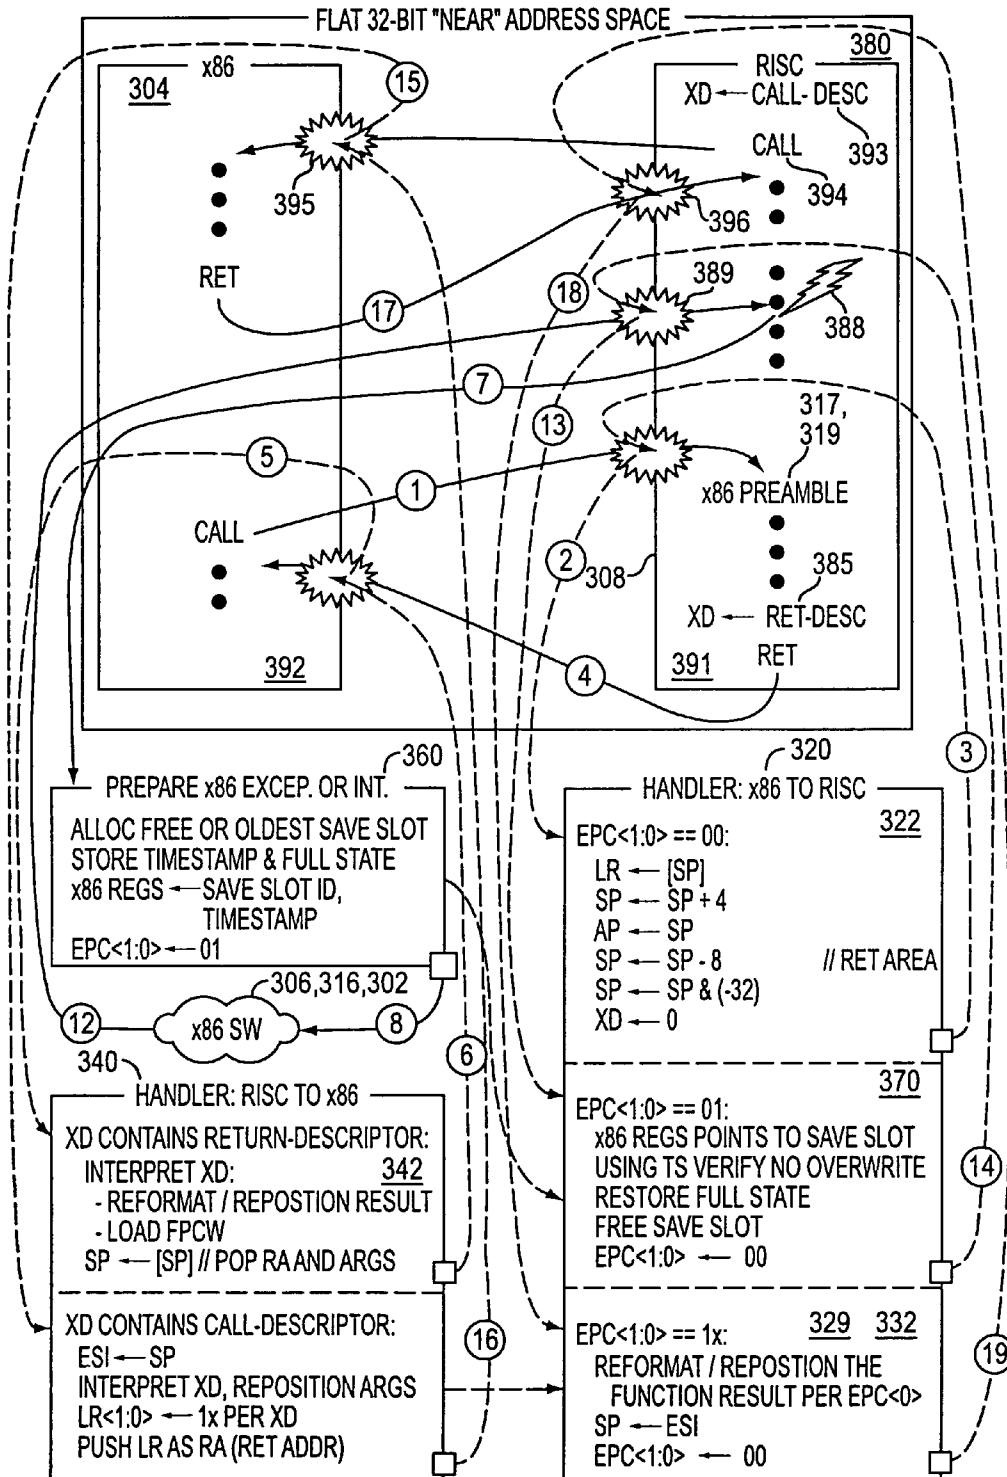 FLAT 32-BIT "NEAR" ADDRESS SPACE
x86
304
15
395
RET
17
7
5
1
CALL
392
RISC
380
XD ← CALL- DESC
393
CALL
394
396
18
389
388
13
317,
319
x86 PREAMBLE
2
308
385
XD ← RET-DESC
391
RET
4
360
PREPARE x86 EXCEP. OR INT.
ALLOC FREE OR OLDEST SAVE SLOT
STORE TIMESTAMP & FULL STATE
x86 REGS ← SAVE SLOT ID,
TIMESTAMP
EPC<1:0> ← 01
306,316,302
12
x86 SW
8
6
340
HANDLER: RISC TO x86
XD CONTAINS RETURN-DESCRIPTOR:
INTERPRET XD:
342
- REFORMAT / REPOSTION RESULT
- LOAD FPCW
SP ← [SP] // POP RA AND ARGS
XD CONTAINS CALL-DESCRIPTOR:
ESI ← SP
INTERPRET XD, REPOSITION ARGS
LR<1:0> ← 1x PER XD
PUSH LR AS RA (RET ADDR)
16
320
3
HANDLER: x86 TO RISC
322
EPC<1:0> == 00:
LR ← [SP]
SP ← SP + 4
AP ← SP
SP ← SP - 8 // RET AREA
SP ← SP & (-32)
XD ← 0
370
EPC<1:0> == 01:
x86 REGS POINTS TO SAVE SLOT
USING TS VERIFY NO OVERWRITE
RESTORE FULL STATE
FREE SAVE SLOT
EPC<1:0> ← 00
14
EPC<1:0> == 1x: 329 332
REFORMAT / REPOSTION THE
FUNCTION RESULT PER EPC<0>
SP ← ESI
EPC<1:0> ← 00
19